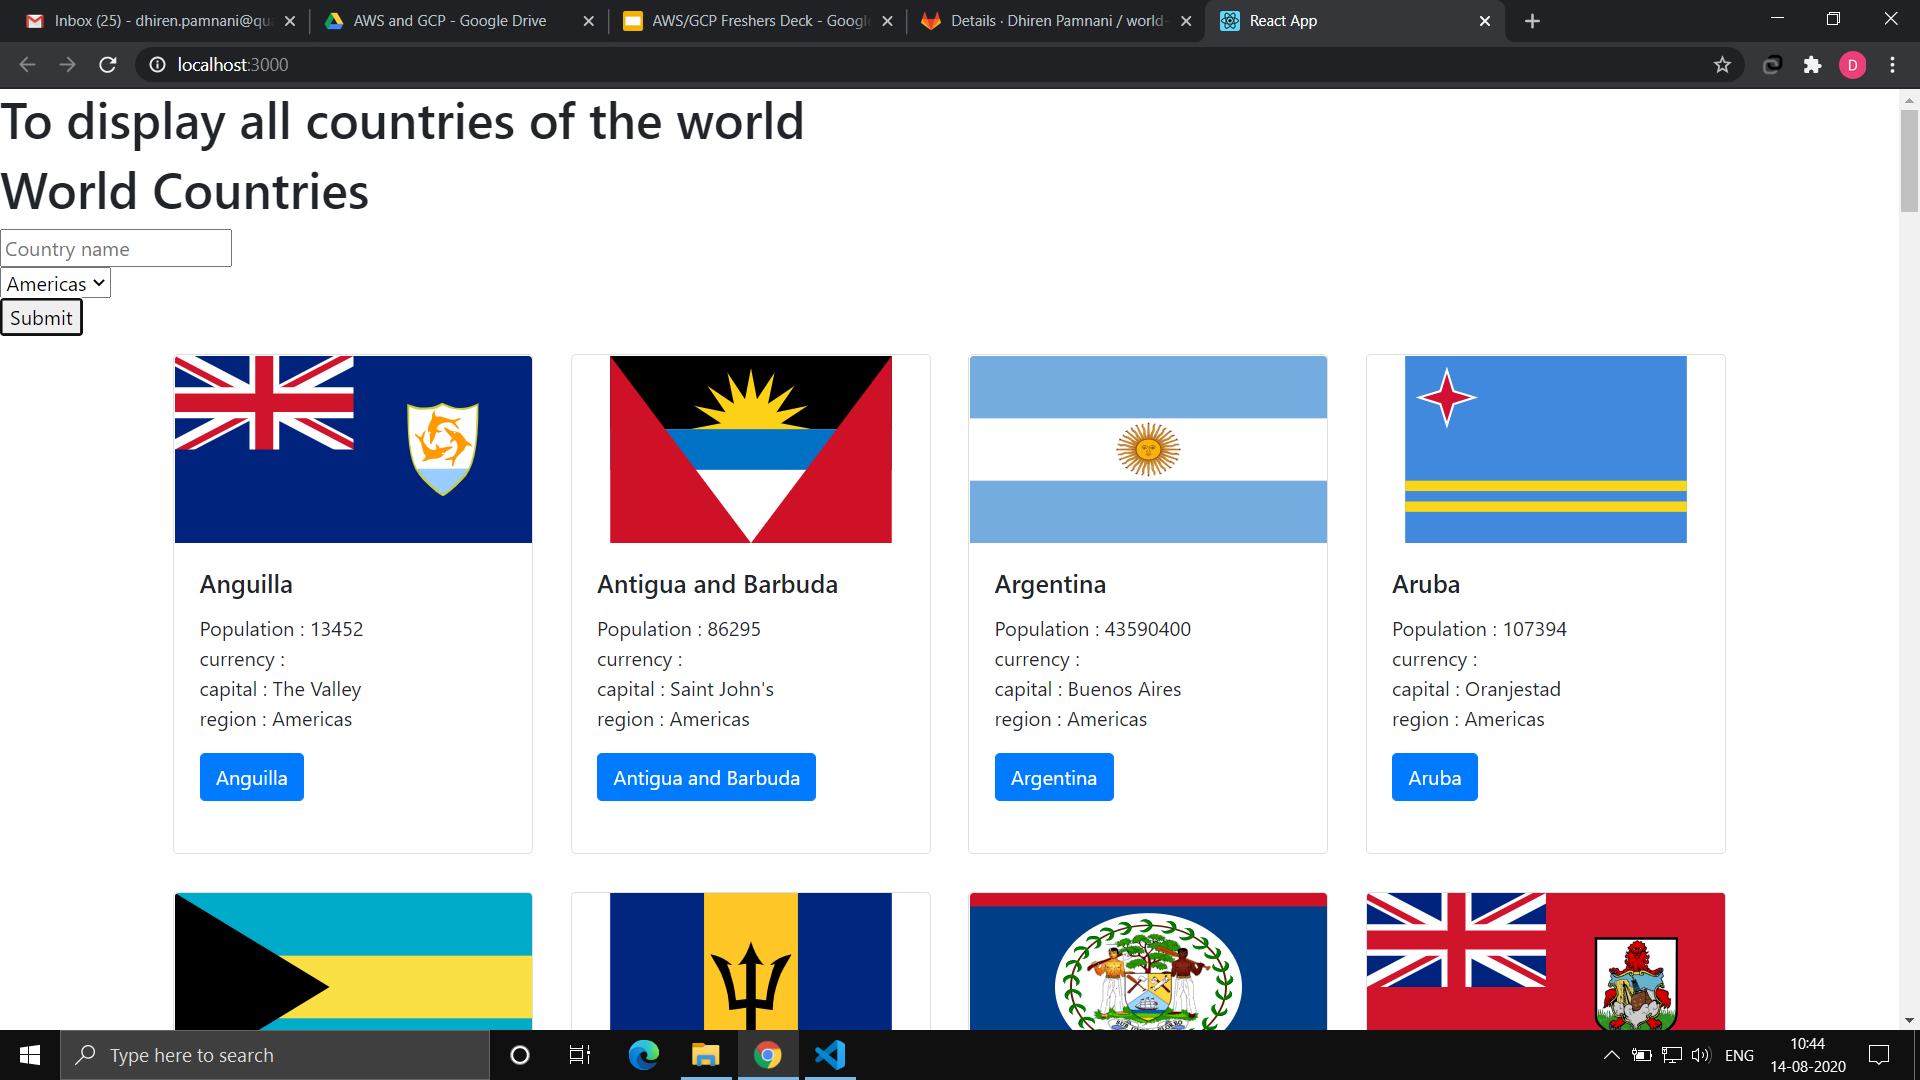 Inbox (25) - dhiren.pamnani@qu
AWS and GCP - Google Drive
AWS/GCP Freshers Deck - Googl
Details · Dhiren Pamnani / world-
React App
localhost:3000
D
To display all countries of the world
World Countries
Country name
Americas
Submit
Anguilla
Population : 13452
currency :
capital : The Valley
region : Americas
Anguilla
Antigua and Barbuda
Population : 86295
currency :
capital : Saint John's
region : Americas
Antigua and Barbuda
Argentina
Population : 43590400
currency :
capital : Buenos Aires
region : Americas
Argentina
Aruba
Population : 107394
currency :
capital : Oranjestad
region : Americas
Aruba
Type here to search
ENG
10:44
14-08-2020